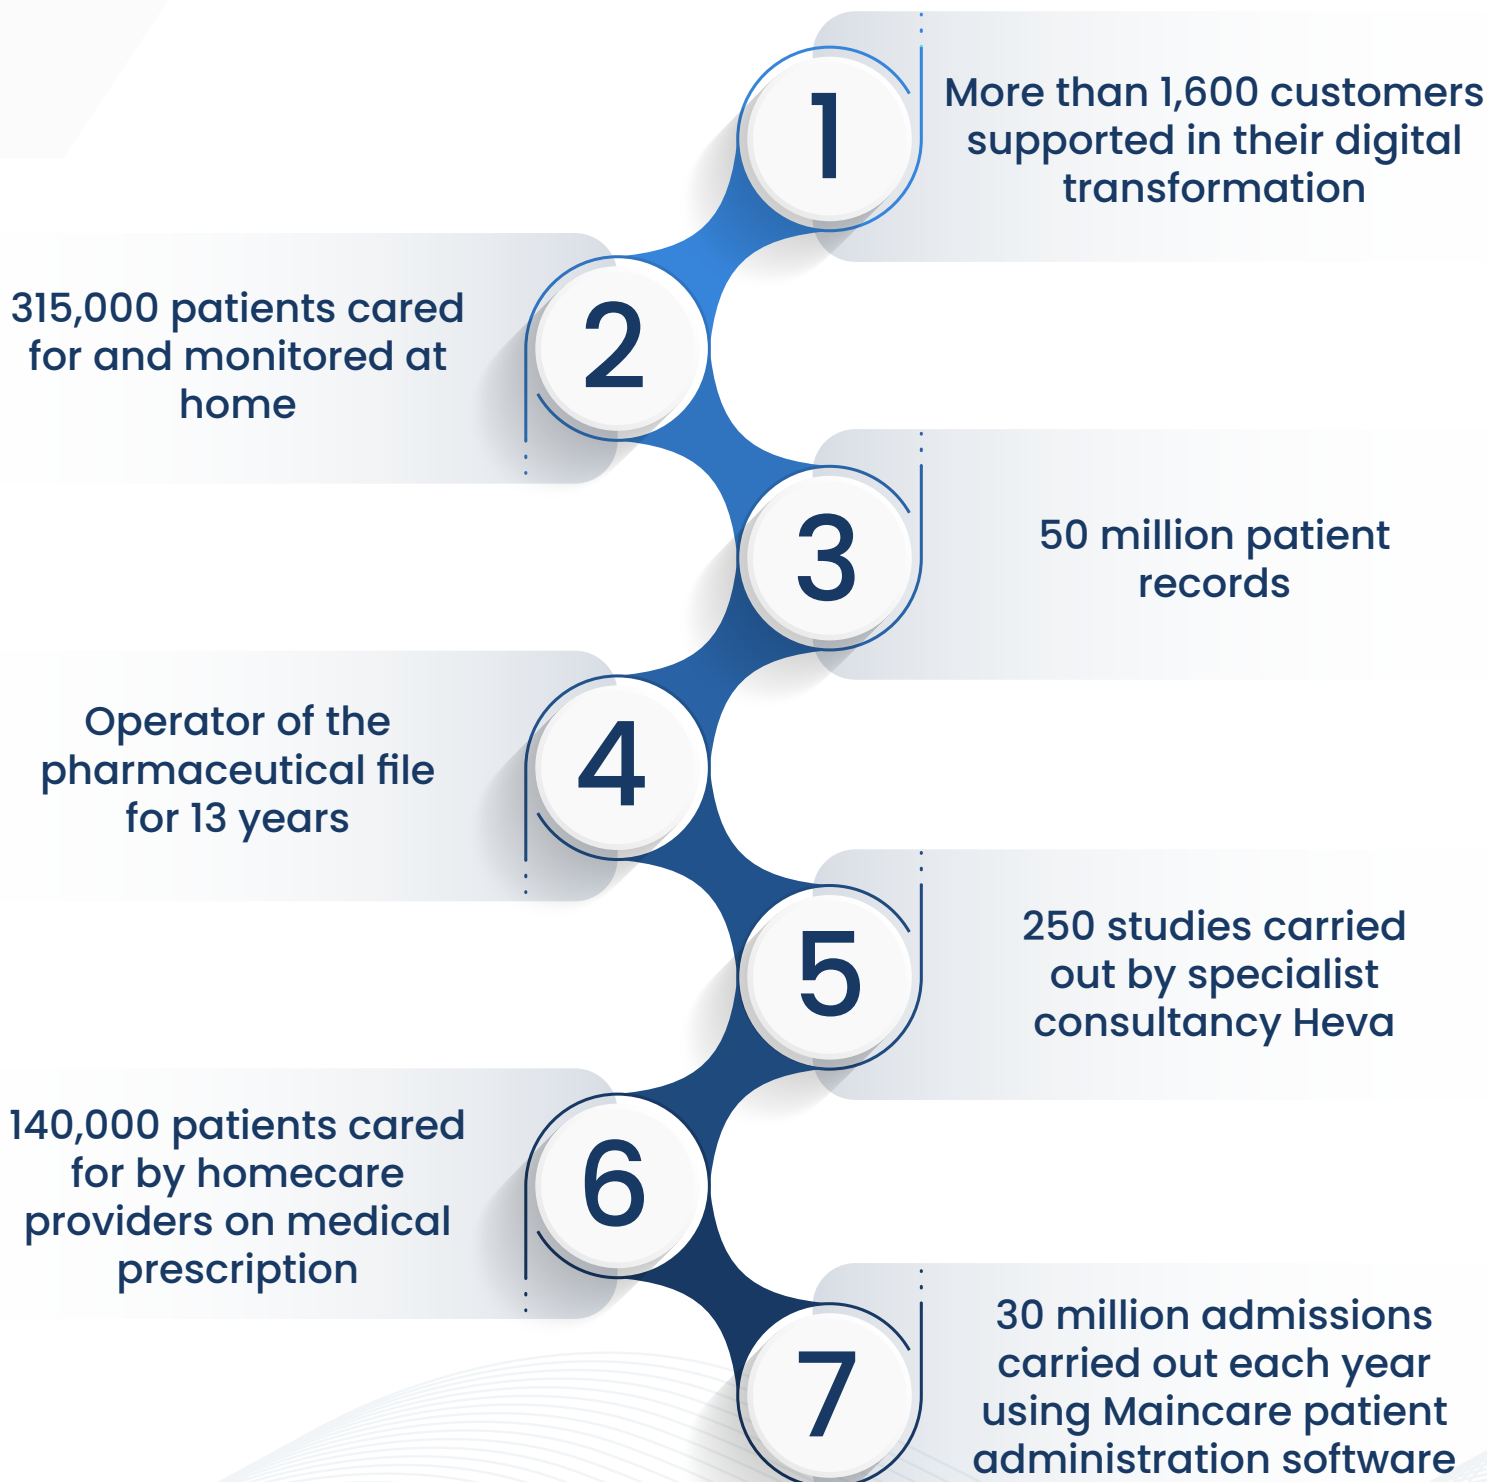 1
More than 1,600 customers
supported in their digital
transformation
2
315,000 patients cared
for and monitored at
home
3
50 million patient
records
4
Operator of the
pharmaceutical file
for 13 years
5
250 studies carried
out by specialist
consultancy Heva
6
140,000 patients cared
for by homecare
providers on medical
prescription
7
30 million admissions
carried out each year
using Maincare patient
administration software